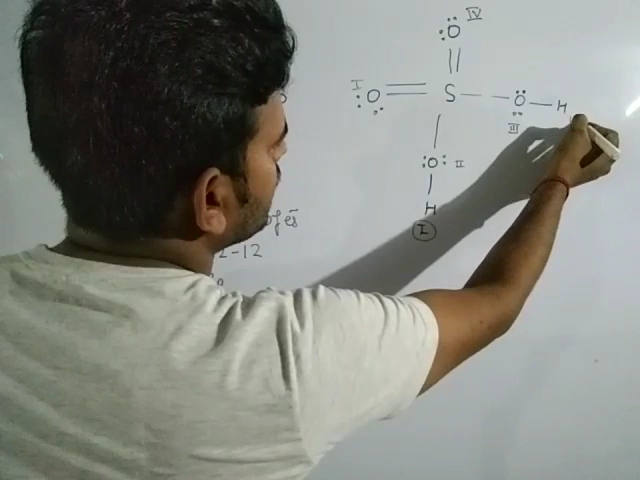 IV
O
I
O = S - O - H
III
O II
H
I
2-12